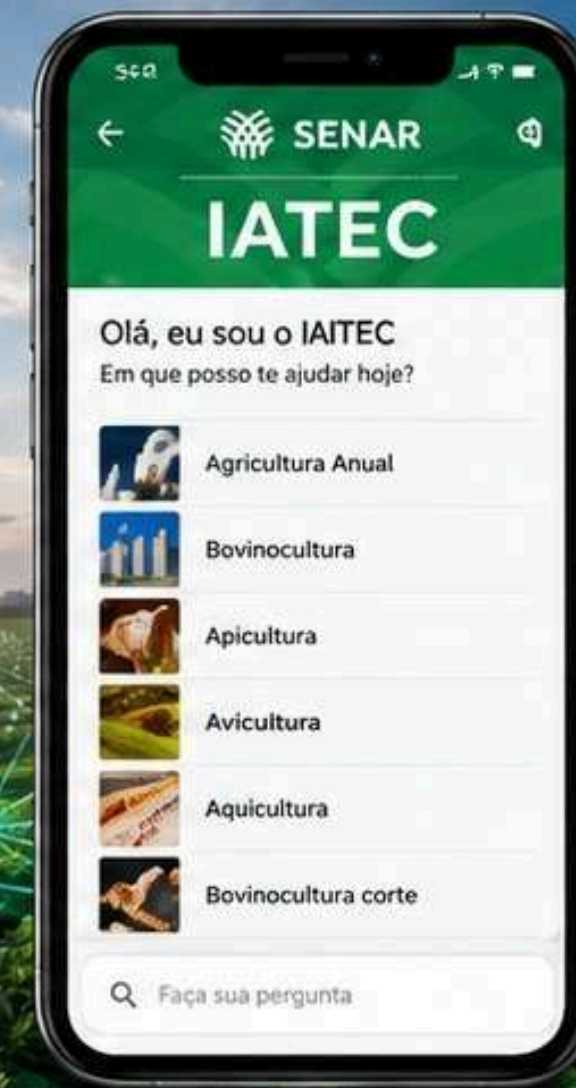 SENAR
IATEC
Olá, eu sou o IAITEC
Em que posso te ajudar hoje?
Agricultura Anual
Bovinocultura
Apicultura
Avicultura
Aquicultura
Bovinocultura corte
Faça sua pergunta